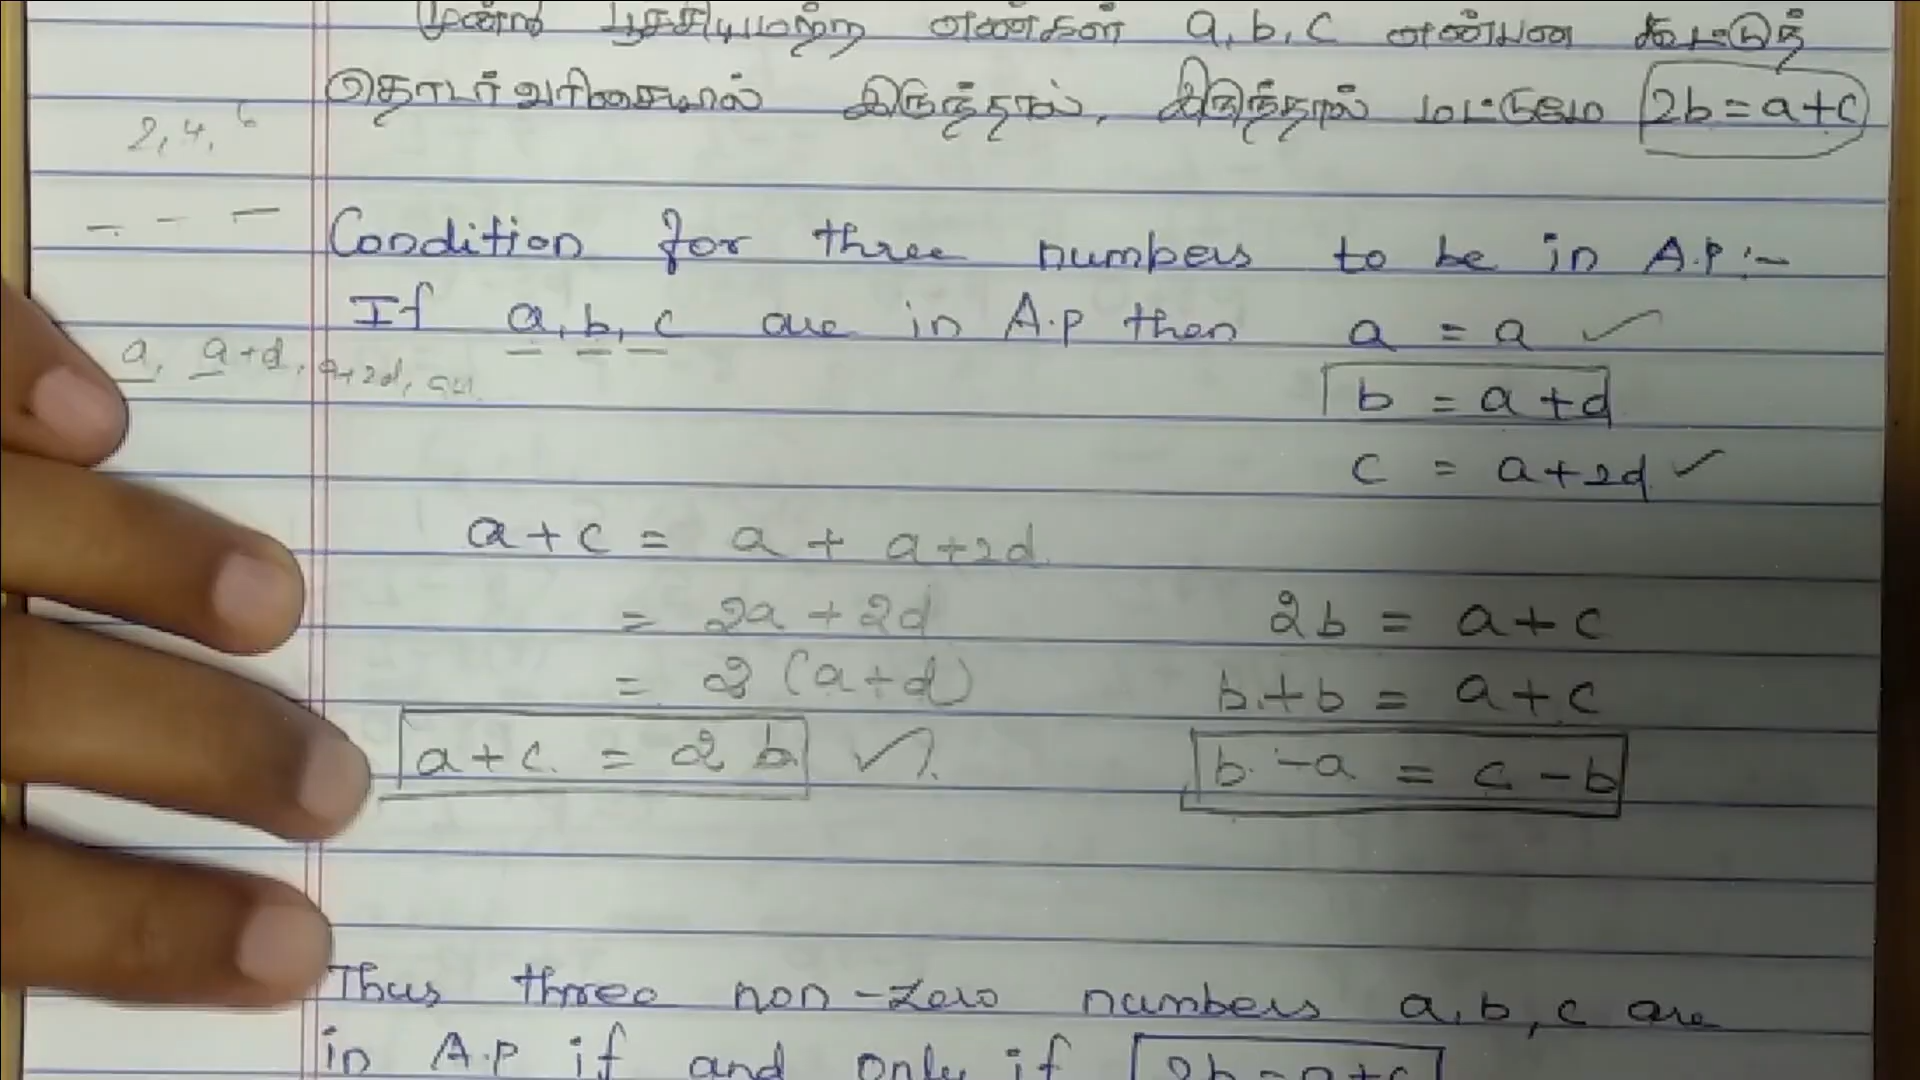 மூன்று பூச்சியமற்ற எண்கள் a, b, c என்பன கூட்டுத்
தொடர்வரிசையில் இருந்தால், இருந்தால் மட்டுமே 2b = a+c
2, 4, 6
Condition for three numbers to be in A.P :-
If a, b, c are in A.P then a = a ✓
a, a+d, a+2d,
b = a+d
c = a+2d ✓
a+c = a + a+2d
= 2a + 2d 2b = a+c
= 2 (a+d) b+b = a+c
a+c = 2b b-a = c-b
Thus three non-zero numbers a, b, c are
in A.P if and only if 2b = a+c